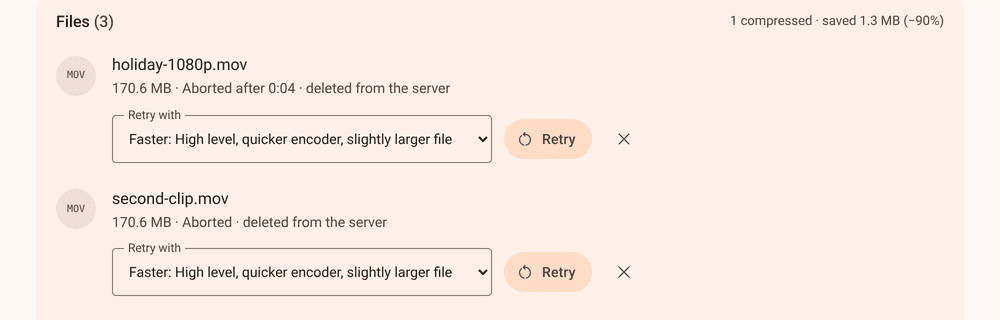 Files (3)
1 compressed · saved 1.3 MB (−90%)
MOV
holiday-1080p.mov
170.6 MB · Aborted after 0:04 · deleted from the server
Retry with
Faster: High level, quicker encoder, slightly larger file
Retry
MOV
second-clip.mov
170.6 MB · Aborted · deleted from the server
Retry with
Faster: High level, quicker encoder, slightly larger file
Retry